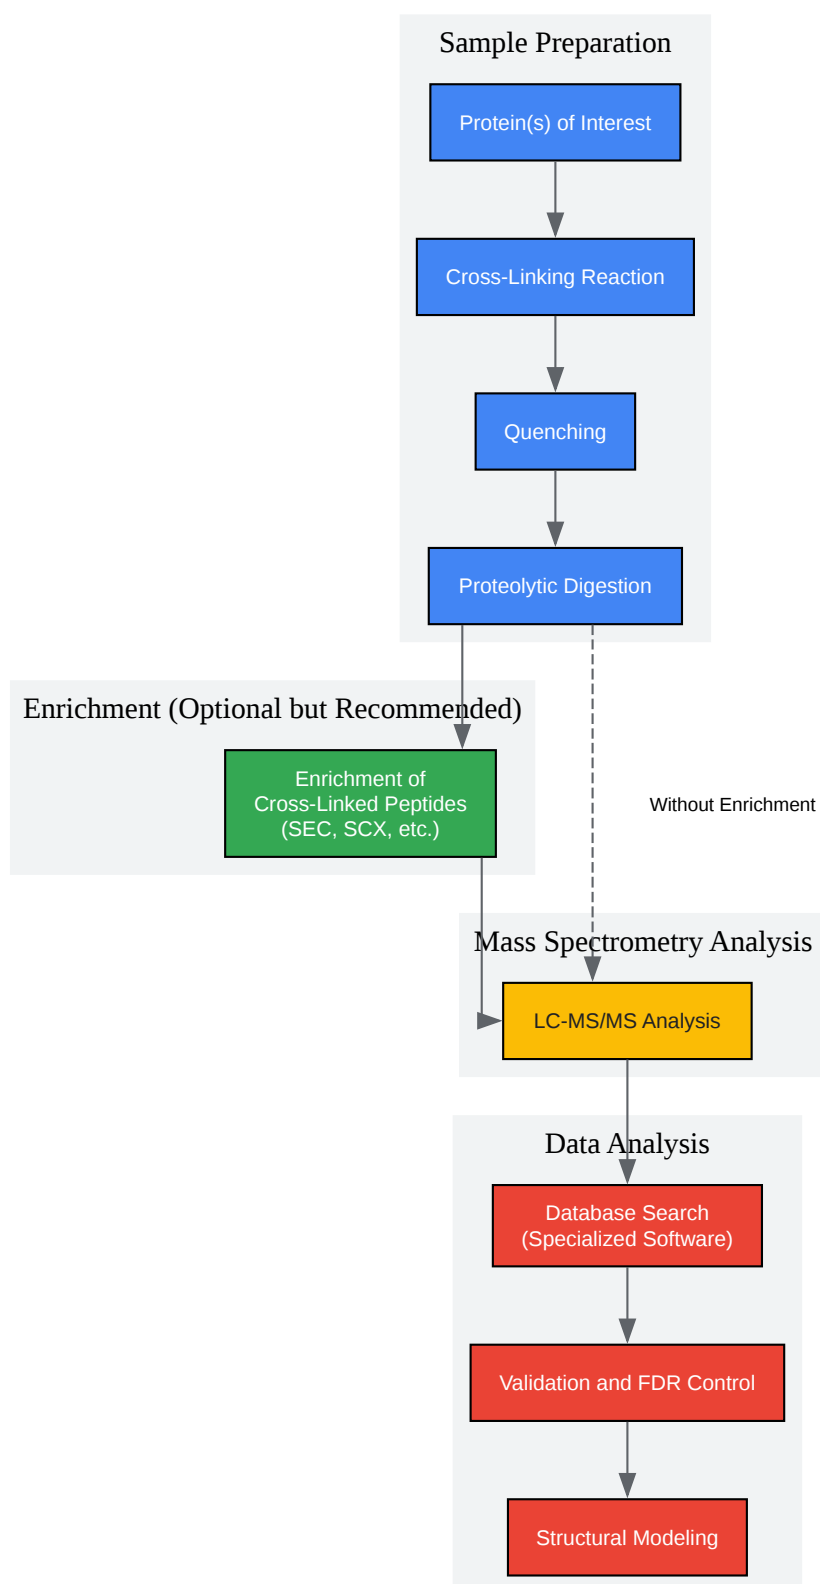 Sample Preparation
Protein(s) of Interest
Cross-Linking Reaction
Quenching
Proteolytic Digestion
Enrichment (Optional but Recommended)
Enrichment of
Cross-Linked Peptides
(SEC, SCX, etc.)
Without Enrichment
Mass Spectrometry Analysis
LC-MS/MS Analysis
Data Analysis
Database Search
(Specialized Software)
Validation and FDR Control
Structural Modeling